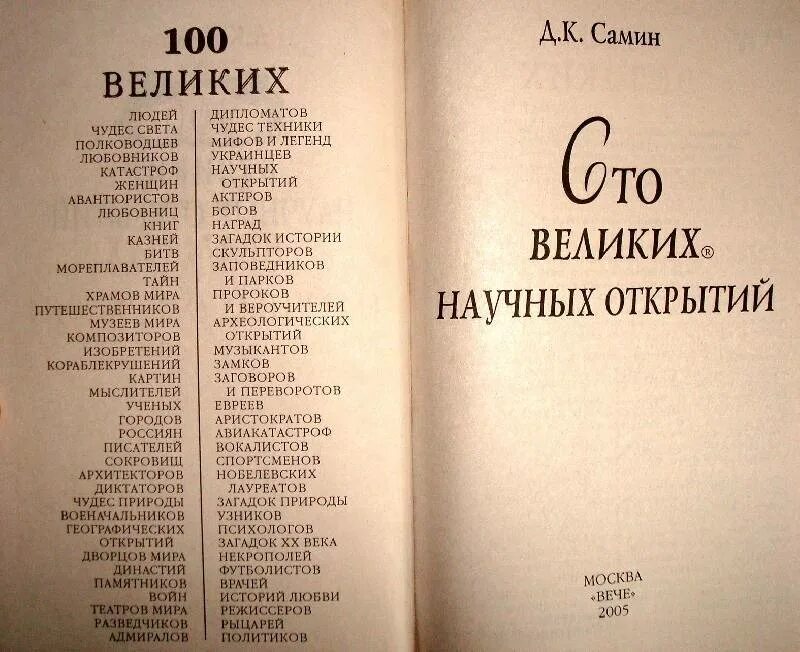 100
ВЕЛИКИХ
ЛЮДЕЙ
ЧУДЕС СВЕТА
ПОЛКОВОДЦЕВ
ЛЮБОВНИКОВ
КАТАСТРОФ
ЖЕНЩИН
АВАНТЮРИСТОВ
ЛЮБОВНИЦ
КНИГ
КАЗНЕЙ
БИТВ
МОРЕПЛАВАТЕЛЕЙ
ТАЙН
ХРАМОВ МИРА
ПУТЕШЕСТВЕННИКОВ
МУЗЕЕВ МИРА
КОМПОЗИТОРОВ
ИЗОБРЕТЕНИЙ
КОРАБЛЕКРУШЕНИЙ
КАРТИН
МЫСЛИТЕЛЕЙ
УЧЕНЫХ
ГОРОДОВ
РОССИЯН
ПИСАТЕЛЕЙ
СОКРОВИЩ
АРХИТЕКТОРОВ
ДИКТАТОРОВ
ЧУДЕС ПРИРОДЫ
ВОЕНАЧАЛЬНИКОВ
ГЕОГРАФИЧЕСКИХ
ОТКРЫТИЙ
ДВОРЦОВ МИРА
ДИНАСТИЙ
ПАМЯТНИКОВ
ВОЙН
ТЕАТРОВ МИРА
РАЗВЕДЧИКОВ
АДМИРАЛОВ
ДИПЛОМАТОВ
ЧУДЕС ТЕХНИКИ
МИФОВ И ЛЕГЕНД
УКРАИНЦЕВ
НАУЧНЫХ
ОТКРЫТИЙ
АКТЕРОВ
БОГОВ
НАГРАД
ЗАГАДОК ИСТОРИИ
СКУЛЬПТОРОВ
ЗАПОВЕДНИКОВ
И ПАРКОВ
ПРОРОКОВ
И ВЕРОУЧИТЕЛЕЙ
АРХЕОЛОГИЧЕСКИХ
ОТКРЫТИЙ
МУЗЫКАНТОВ
ЗАМКОВ
ЗАГОВОРОВ
И ПЕРЕВОРОТОВ
ЕВРЕЕВ
АРИСТОКРАТОВ
АВИАКАТАСТРОФ
ВОКАЛИСТОВ
СПОРТСМЕНОВ
НОБЕЛЕВСКИХ
ЛАУРЕАТОВ
ЗАГАДОК ПРИРОДЫ
УЗНИКОВ
ПСИХОЛОГОВ
ЗАГАДОК XX ВЕКА
НЕКРОПОЛЕЙ
ФУТБОЛИСТОВ
ВРАЧЕЙ
ИСТОРИЙ ЛЮБВИ
РЕЖИССЕРОВ
РЫЦАРЕЙ
ПОЛИТИКОВ
Д.К. Самин
Сто
ВЕЛИКИХ®
НАУЧНЫХ ОТКРЫТИЙ
МОСКВА
«ВЕЧЕ»
2005